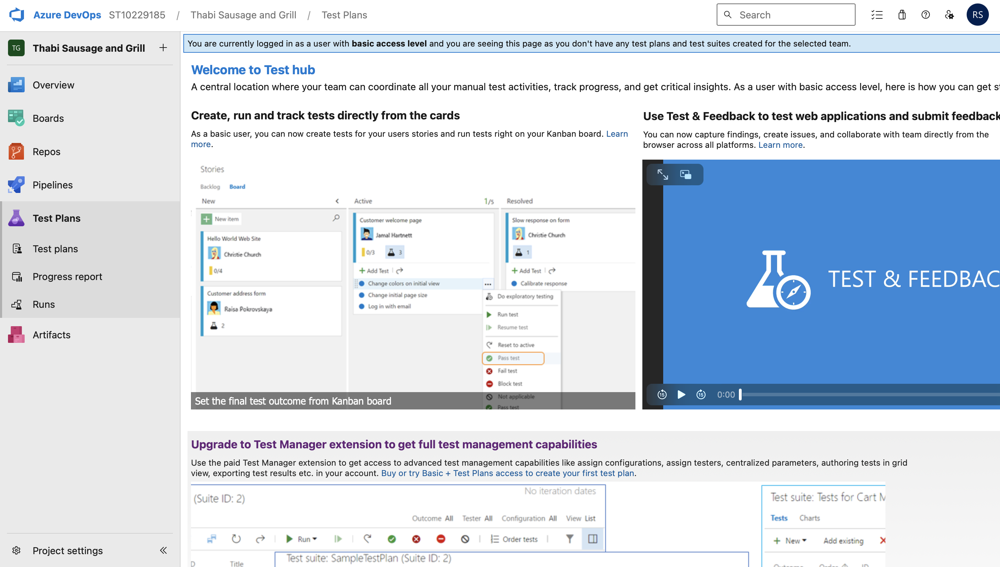 Azure DevOps ST10229185 / Thabi Sausage and Grill / Test Plans
Search
RS
TG Thabi Sausage and Grill
Overview
Boards
Repos
Pipelines
Test Plans
Test plans
Progress report
Runs
Artifacts
Project settings
You are currently logged in as a user with basic access level and you are seeing this page as you don't have any test plans and test suites created for the selected team.
Welcome to Test hub
A central location where your team can coordinate all your manual test activities, track progress, and get critical insights. As a user with basic access level, here is how you can get
Create, run and track tests directly from the cards
As a basic user, you can now create tests for your users stories and run tests right on your Kanban board. Learn
more.
Stories
Backlog Board
New
New item
Hello World Web Site
Christie Church
0/4
Customer address form
Raisa Pokrovskaya
2
Active 1/5
Customer welcome page
Jamal Hartnett
0/3 3
Add Test
Change colors on initial view
Change initial page size
Log in with email
Resolved
Slow response on form
Christie Church
1
Add Test
Calibrate response
Do exploratory testing
Run test
Resume test
Reset to active
Pass test
Fail test
Block test
Not applicable
Pass test
Set the final test outcome from Kanban board
Use Test & Feedback to test web applications and submit feedback
You can now capture findings, create issues, and collaborate with team directly from the
browser across all platforms. Learn more.
TEST & FEEDBAC
15 15 0:00
Upgrade to Test Manager extension to get full test management capabilities
Use the paid Test Manager extension to get access to advanced test management capabilities like assign configurations, assign testers, centralized parameters, authoring tests in grid
view, exporting test results etc. in your account. Buy or try Basic + Test Plans access to create your first test plan.
No iteration dates
(Suite ID: 2)
Outcome All Tester All Configuration All View List
Run Order tests
Title
Test suite: SampleTestPlan (Suite ID: 2)
Test suite: Tests for Cart M
Tests Charts
New Add existing